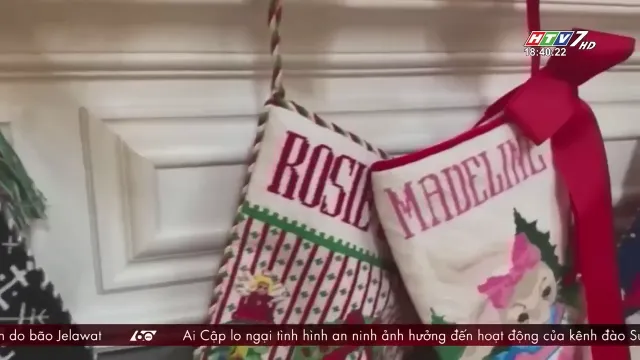 HTV7 HD
18:40:22
ROSIE
MADELINE
n do bão Jelawat 60 Ai Cập lo ngại tình hình an ninh ảnh hưởng đến hoạt động của kênh đào S